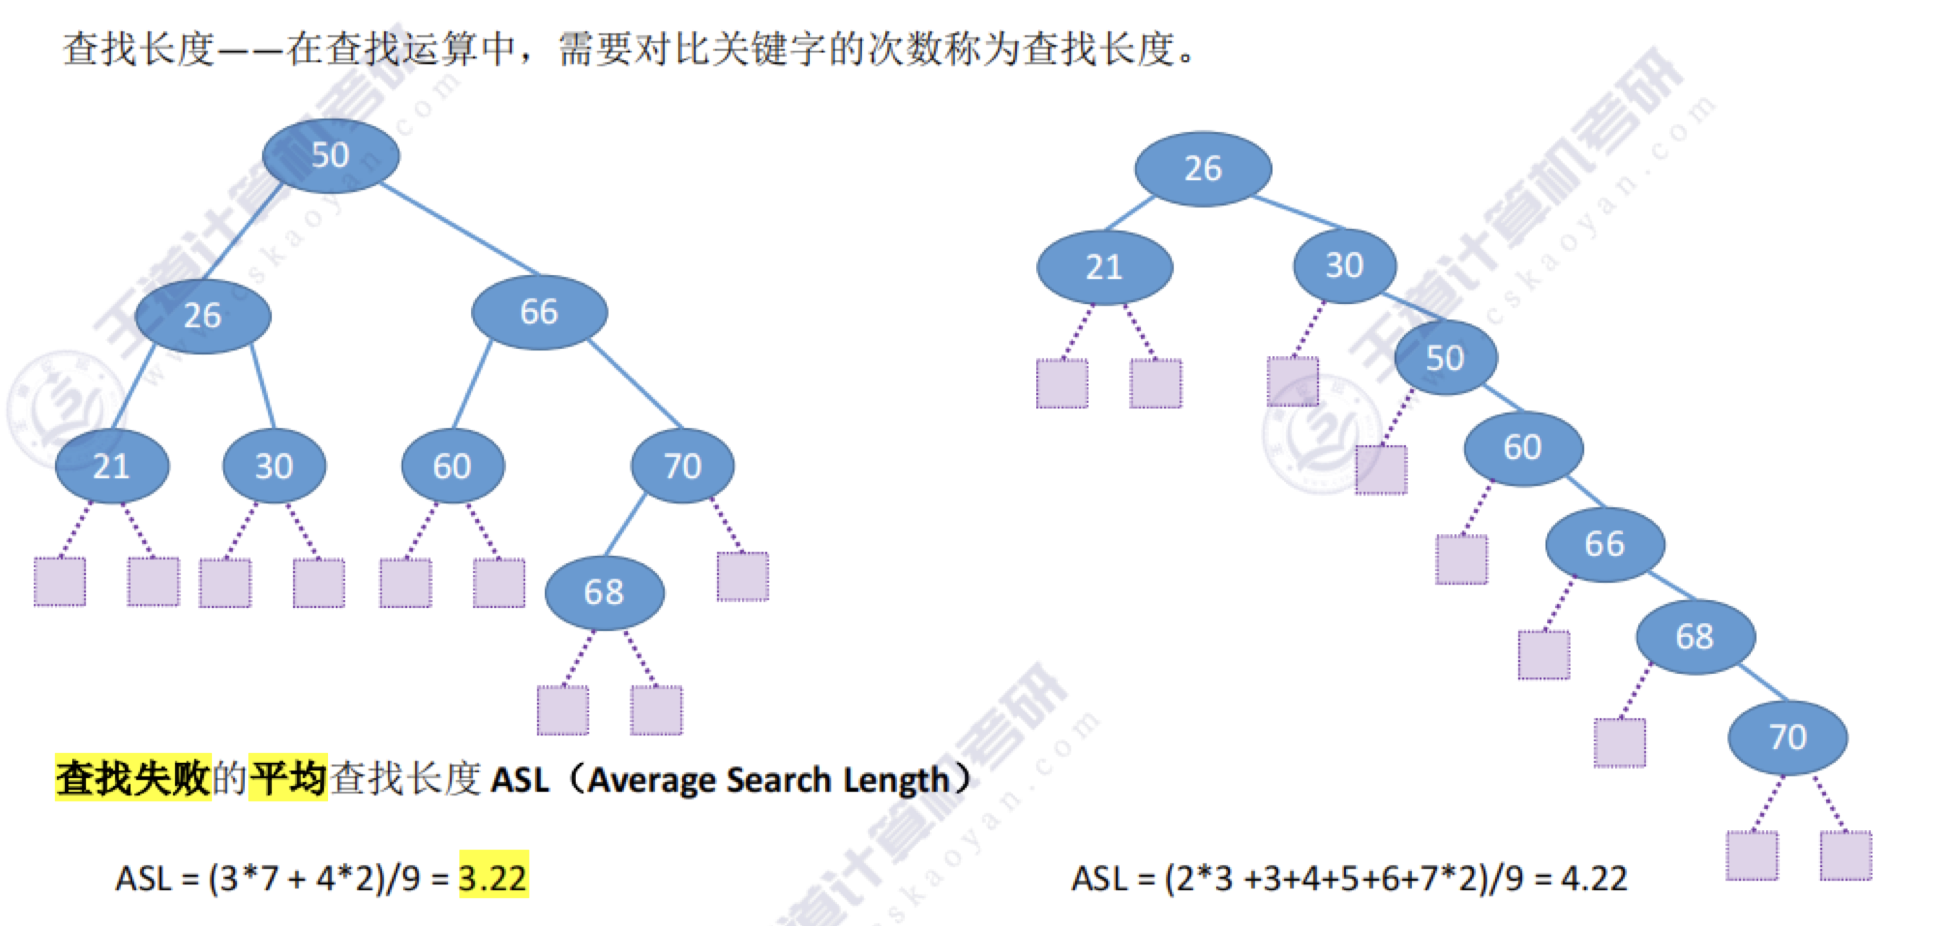 查找长度——在查找运算中，需要对比关键字的次数称为查找长度。
50
26
66
21
30
60
70
68
26
21
30
50
60
66
68
70
查找失败的平均查找长度 ASL（Average Search Length）
ASL = (3*7 + 4*2)/9 = 3.22
ASL = (2*3 +3+4+5+6+7*2)/9 = 4.22
王道计算机考研
www.cskaoyan.com
王道计算机考研
www.cskaoyan.com
道计算机考研
skaoyan.com